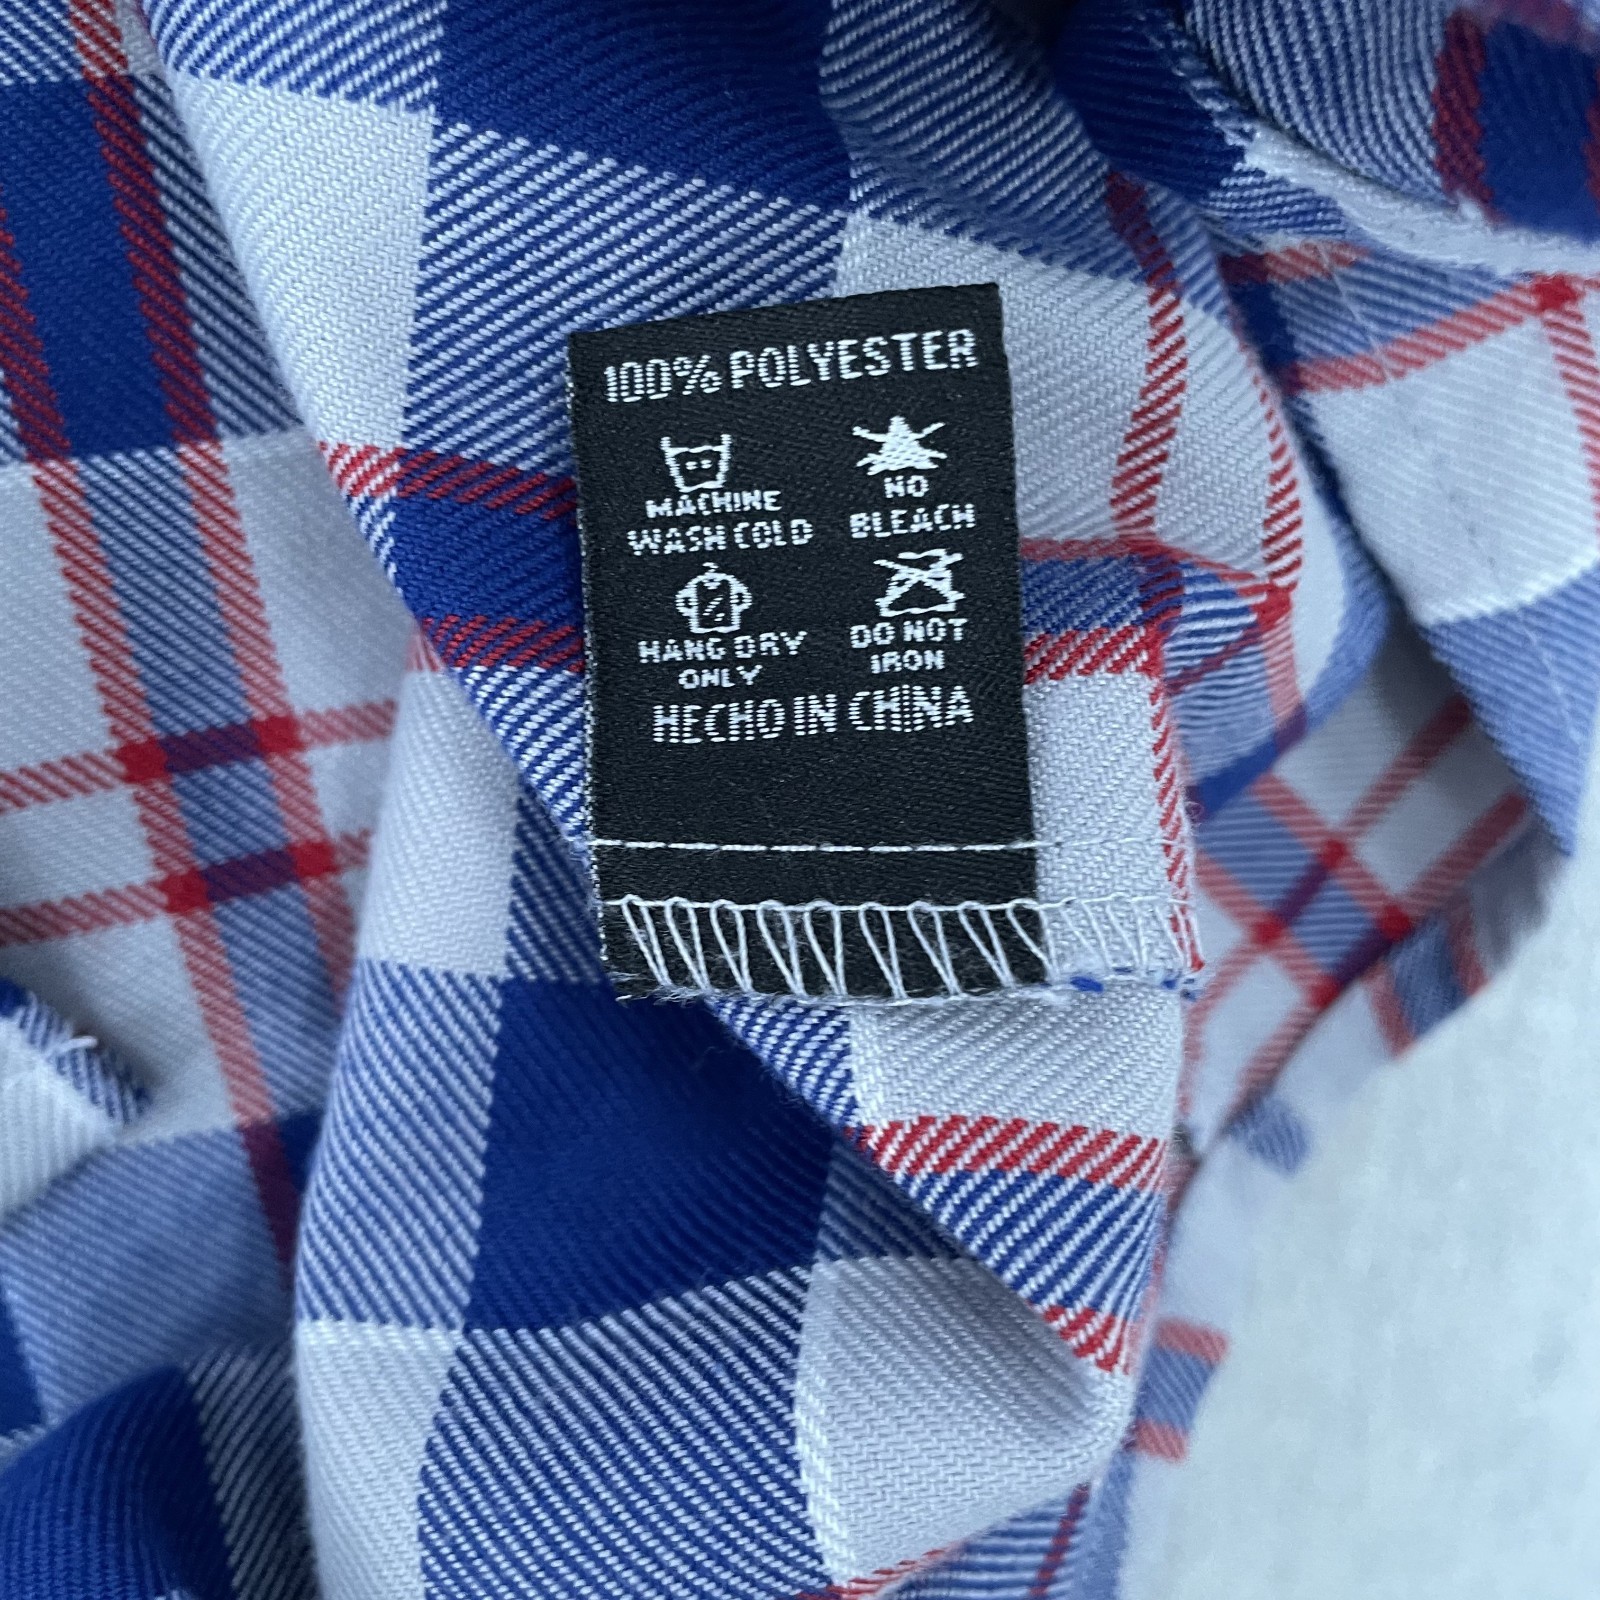 100% POLYESTER
MACHINE
WASH COLD
NO
BLEACH
HANG DRY
ONLY
DO NOT
IRON
HECHO IN CHINA